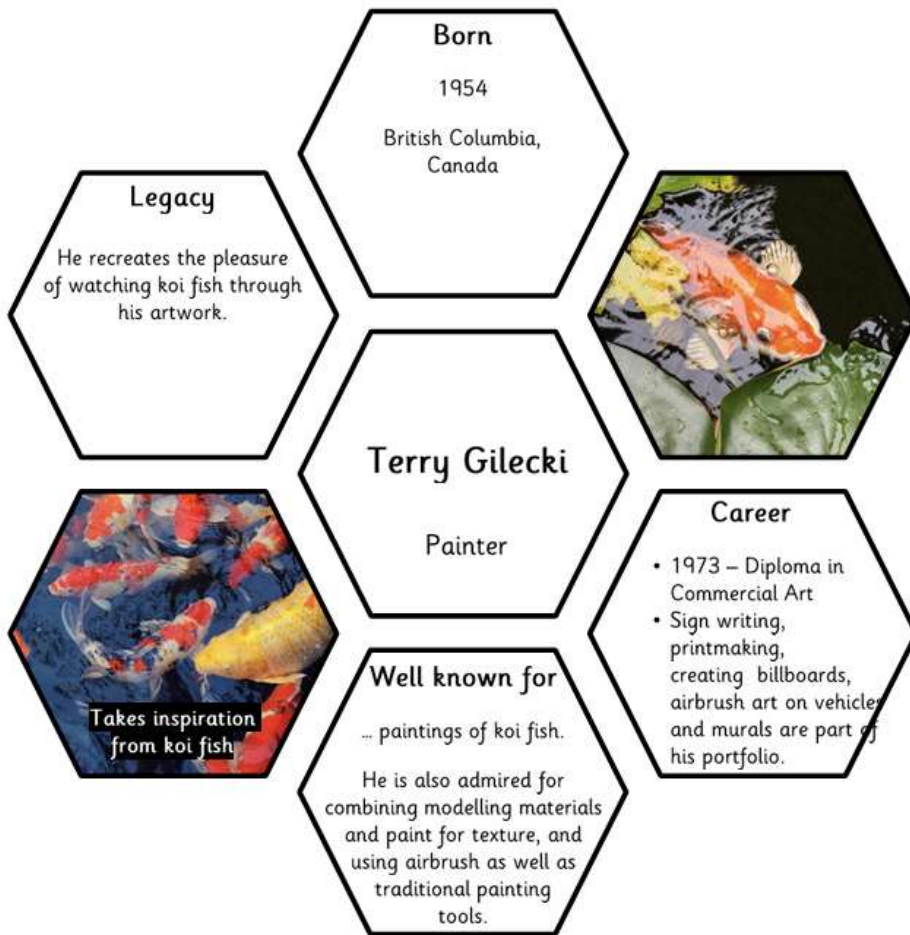 Born
1954
British Columbia,
Canada
Legacy
He recreates the pleasure
of watching koi fish through
his artwork.
Terry Gilecki
Painter
Career
• 1973 – Diploma in
Commercial Art
• Sign writing,
printmaking,
creating billboards,
airbrush art on vehicles
and murals are part of
his portfolio.
Takes inspiration
from koi fish
Well known for
... paintings of koi fish.
He is also admired for
combining modelling materials
and paint for texture, and
using airbrush as well as
traditional painting
tools.